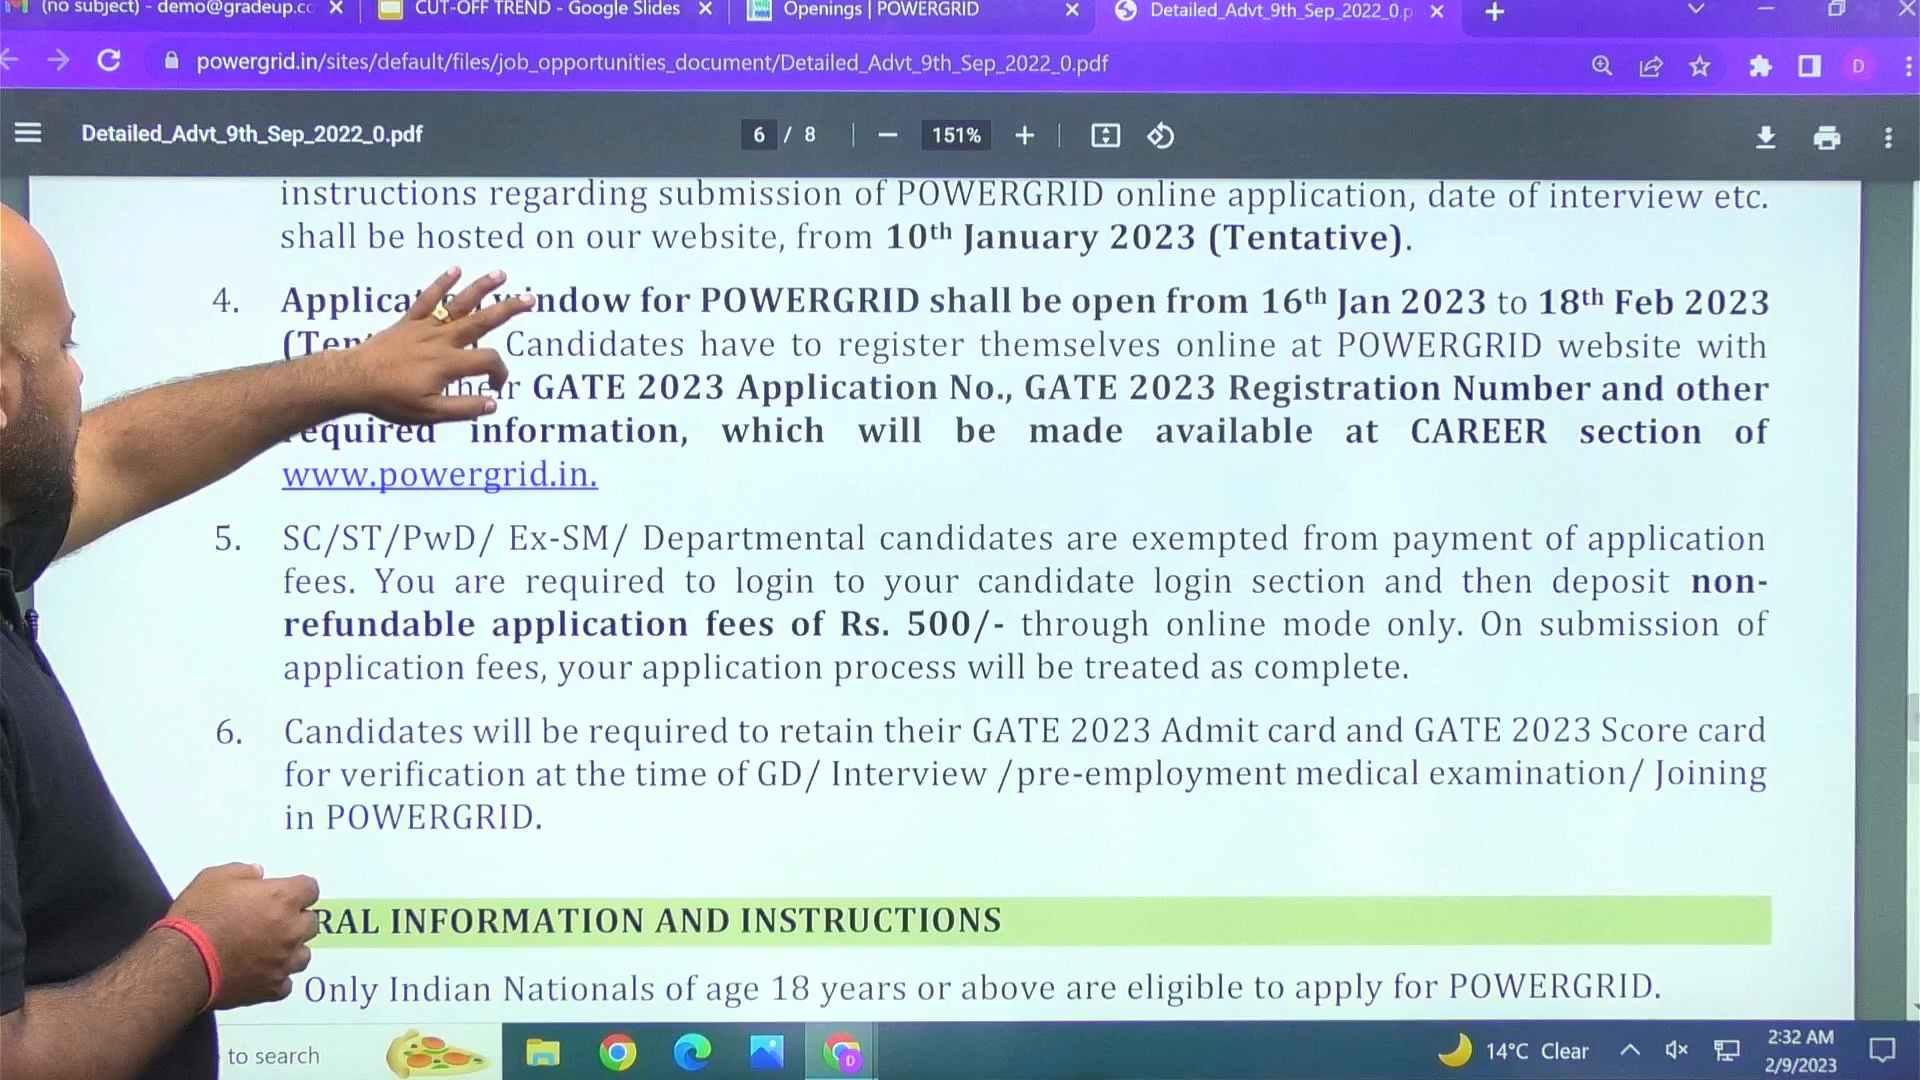 (no subject) - demo@gradeup.cc
CUT-OFF TREND - Google Slides
Openings | POWERGRID
Detailed_Advt_9th_Sep_2022_0.p
powergrid.in/sites/default/files/job_opportunities_document/Detailed_Advt_9th_Sep_2022_0.pdf
D
Detailed_Advt_9th_Sep_2022_0.pdf
6 / 8
151%
instructions regarding submission of POWERGRID online application, date of interview etc.
shall be hosted on our website, from 10th January 2023 (Tentative).
4. Applica window for POWERGRID shall be open from 16th Jan 2023 to 18th Feb 2023
(Ten Candidates have to register themselves online at POWERGRID website with
their GATE 2023 Application No., GATE 2023 Registration Number and other
required information, which will be made available at CAREER section of
www.powergrid.in.
5. SC/ST/PwD/ Ex-SM/ Departmental candidates are exempted from payment of application
fees. You are required to login to your candidate login section and then deposit non-
refundable application fees of Rs. 500/- through online mode only. On submission of
application fees, your application process will be treated as complete.
6. Candidates will be required to retain their GATE 2023 Admit card and GATE 2023 Score card
for verification at the time of GD/ Interview /pre-employment medical examination/ Joining
in POWERGRID.
RAL INFORMATION AND INSTRUCTIONS
Only Indian Nationals of age 18 years or above are eligible to apply for POWERGRID.
to search
D
14°C Clear
2:32 AM
2/9/2023